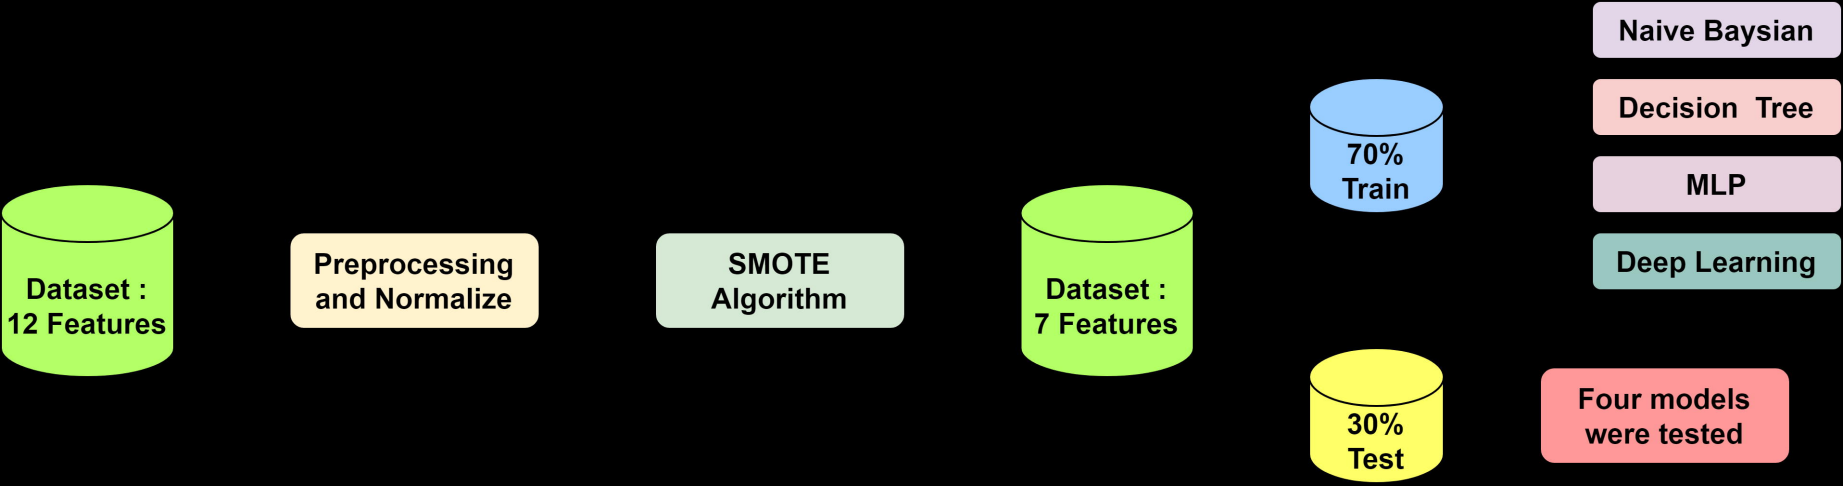 Dataset :
12 Features
Preprocessing
and Normalize
SMOTE
Algorithm
Dataset :
7 Features
70%
Train
30%
Test
Naive Baysian
Decision  Tree
MLP
Deep Learning
Four models
were tested